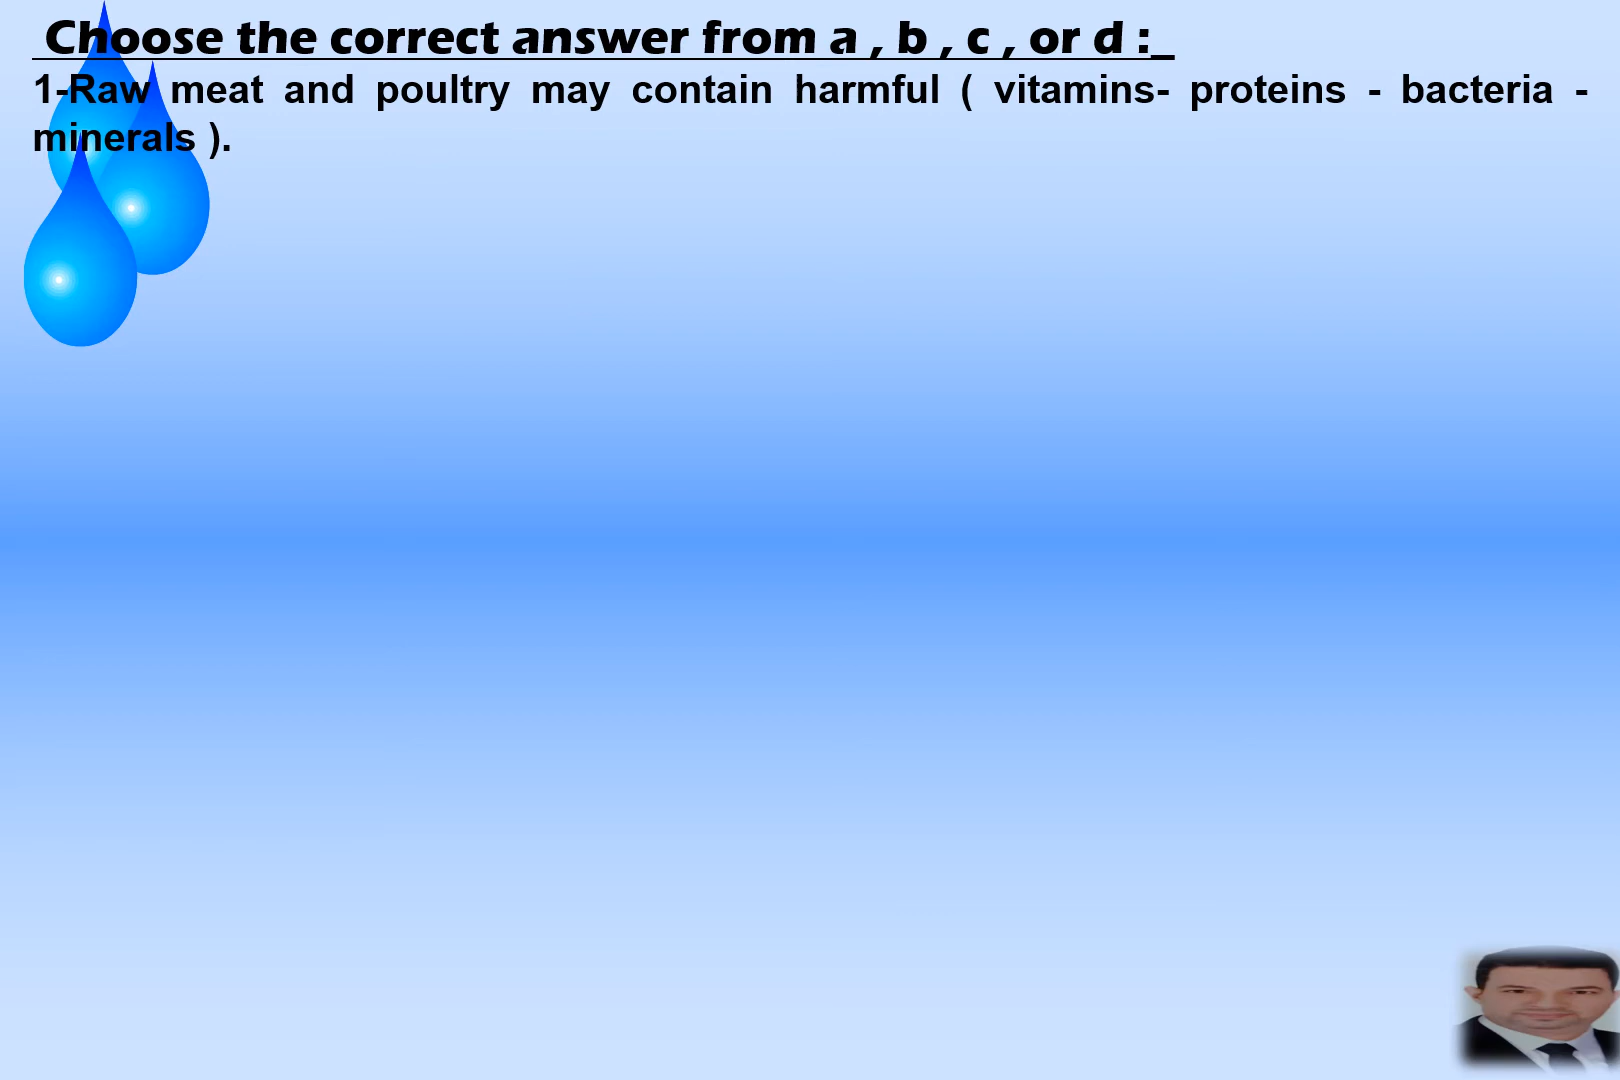 Choose the correct answer from a , b , c , or d :_
1-Raw meat and poultry may contain harmful ( vitamins- proteins - bacteria -
minerals ).